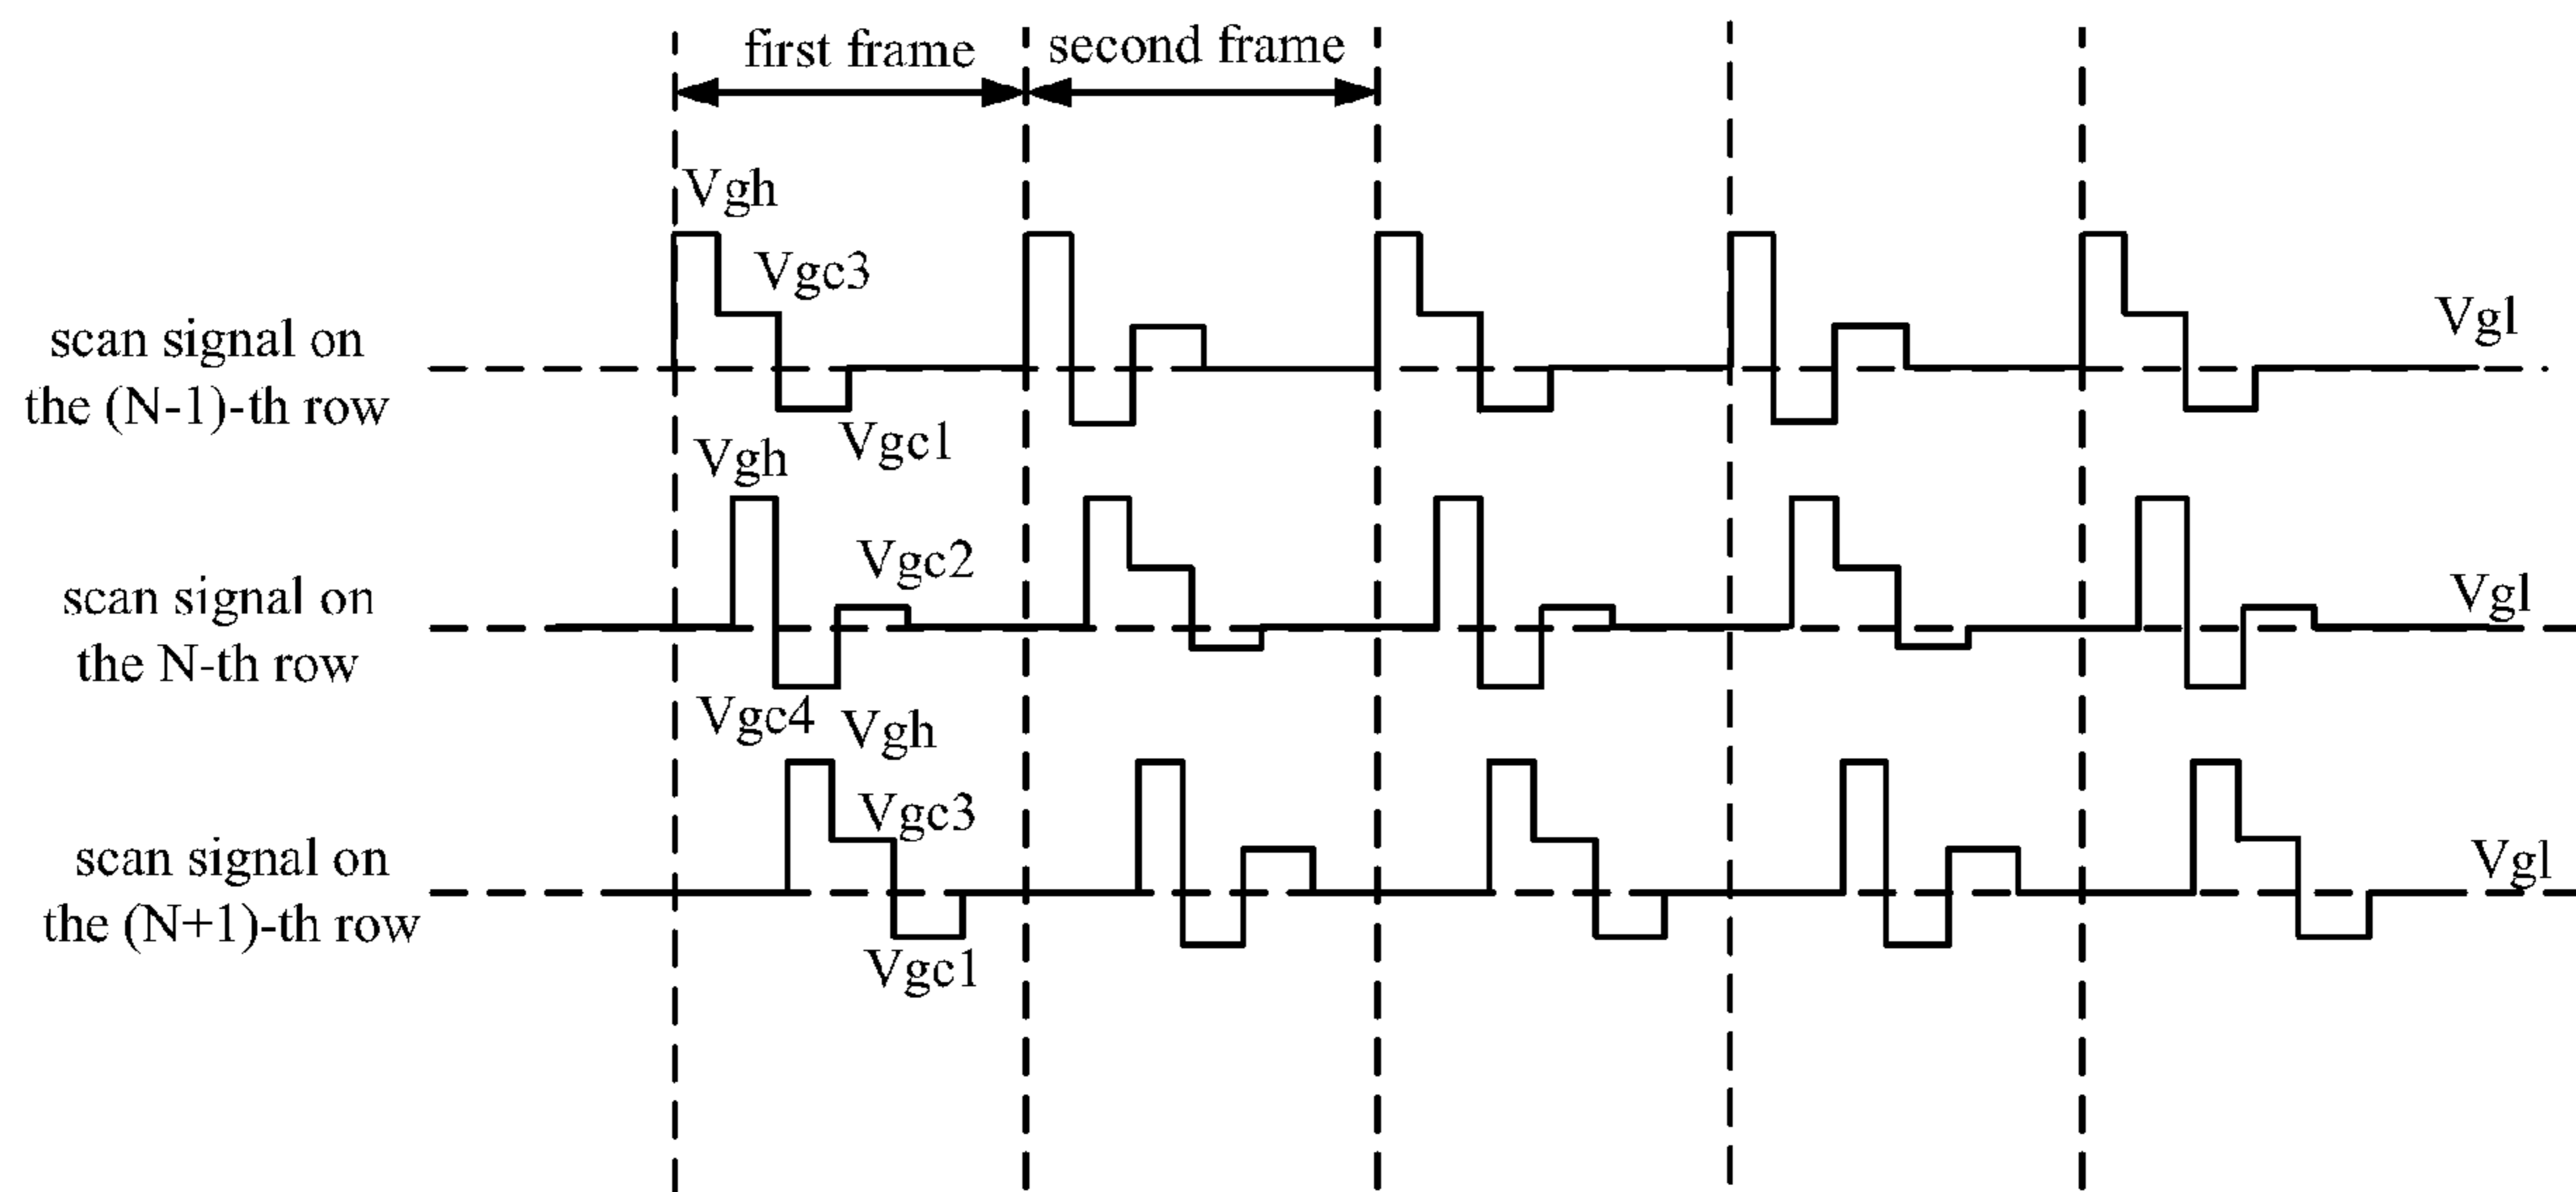 first frame
second frame
Vgh
Vgc3
scan signal on
the (N-1)-th row
Vgl
Vgc1
Vgh
Vgc2
scan signal on
the N-th row
Vgl
Vgc4
Vgh
Vgc3
scan signal on
the (N+1)-th row
Vgl
Vgc1